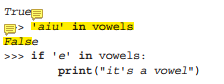 True
>> 'aiu' in vowels
False
>>> if 'e' in vowels:
print("it's a vowel")